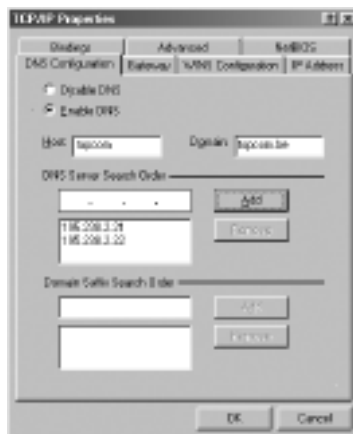 TCP/IP Properties
Bindings Advanced NetBIOS
DNS Configuration Gateway WINS Configuration IP Address
Disable DNS
Enable DNS
Host: Domain:
DNS Server Search Order
Add
Remove
Domain Suffix Search Order
Add
Remove
OK Cancel